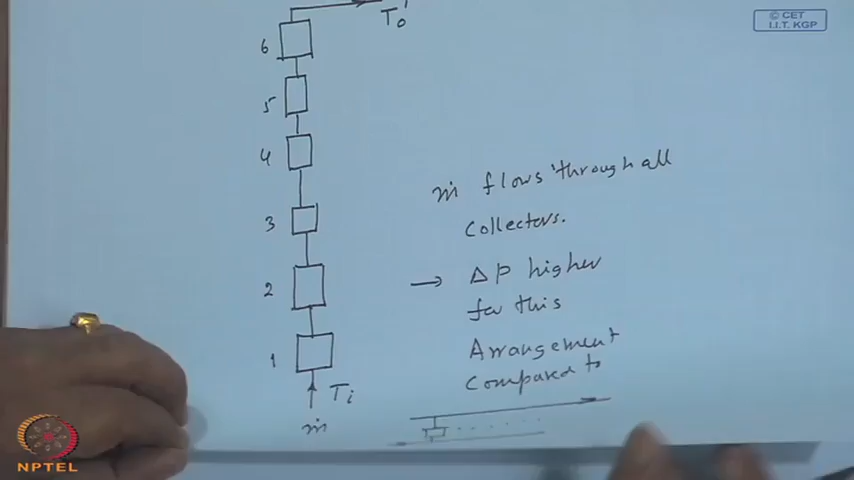 © CET
I.I.T. KGP
To'
6
5
4
3
2
1
Ti
ṁ
ṁ flows through all
Collectors.
→ ΔP higher
for this
Arrangement
Compared to
NPTEL